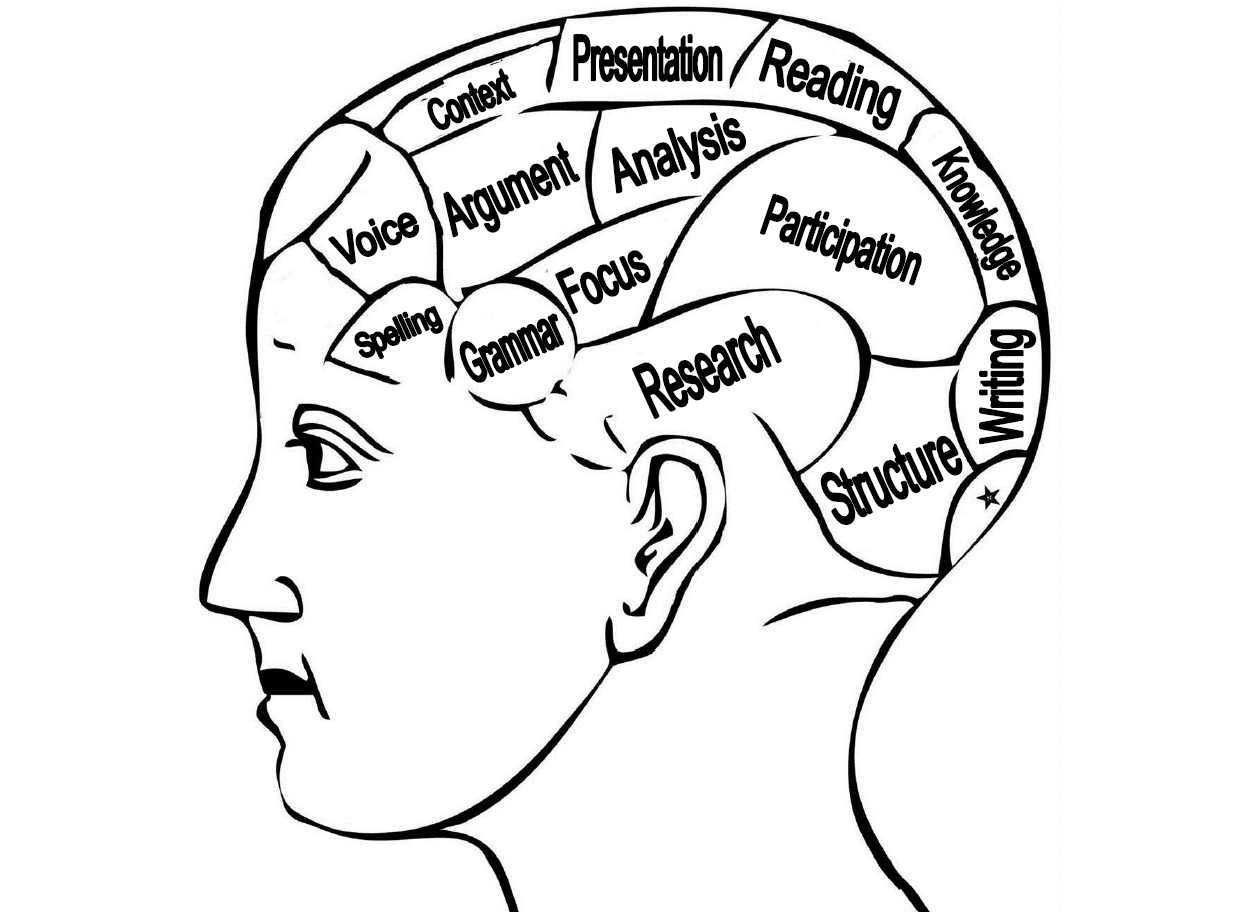 Presentation
Reading
Context
Knowledge
Argument
Analysis
Voice
Participation
Focus
Spelling
Grammar
Research
Writing
Structure